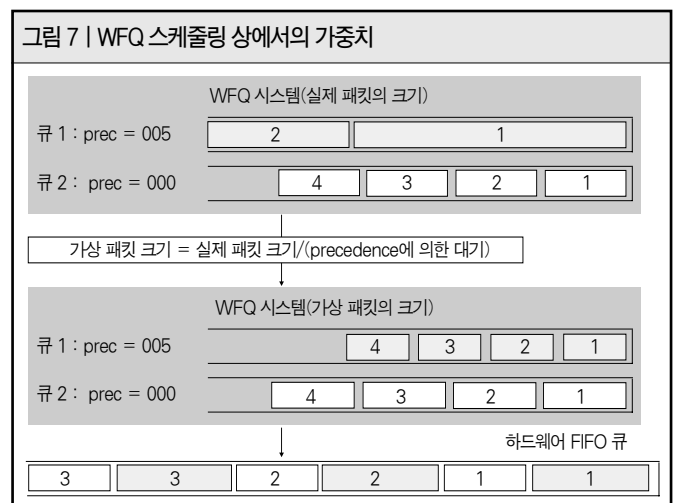 그림 7 | WFQ 스케줄링 상에서의 가중치
WFQ 시스템(실제 패킷의 크기)
큐 1 : prec = 005
2 1
큐 2 : prec = 000
4 3 2 1
가상 패킷 크기 = 실제 패킷 크기/(precedence에 의한 대기)
WFQ 시스템(가상 패킷의 크기)
큐 1 : prec = 005
4 3 2 1
큐 2 : prec = 000
4 3 2 1
하드웨어 FIFO 큐
3 3 2 2 1 1